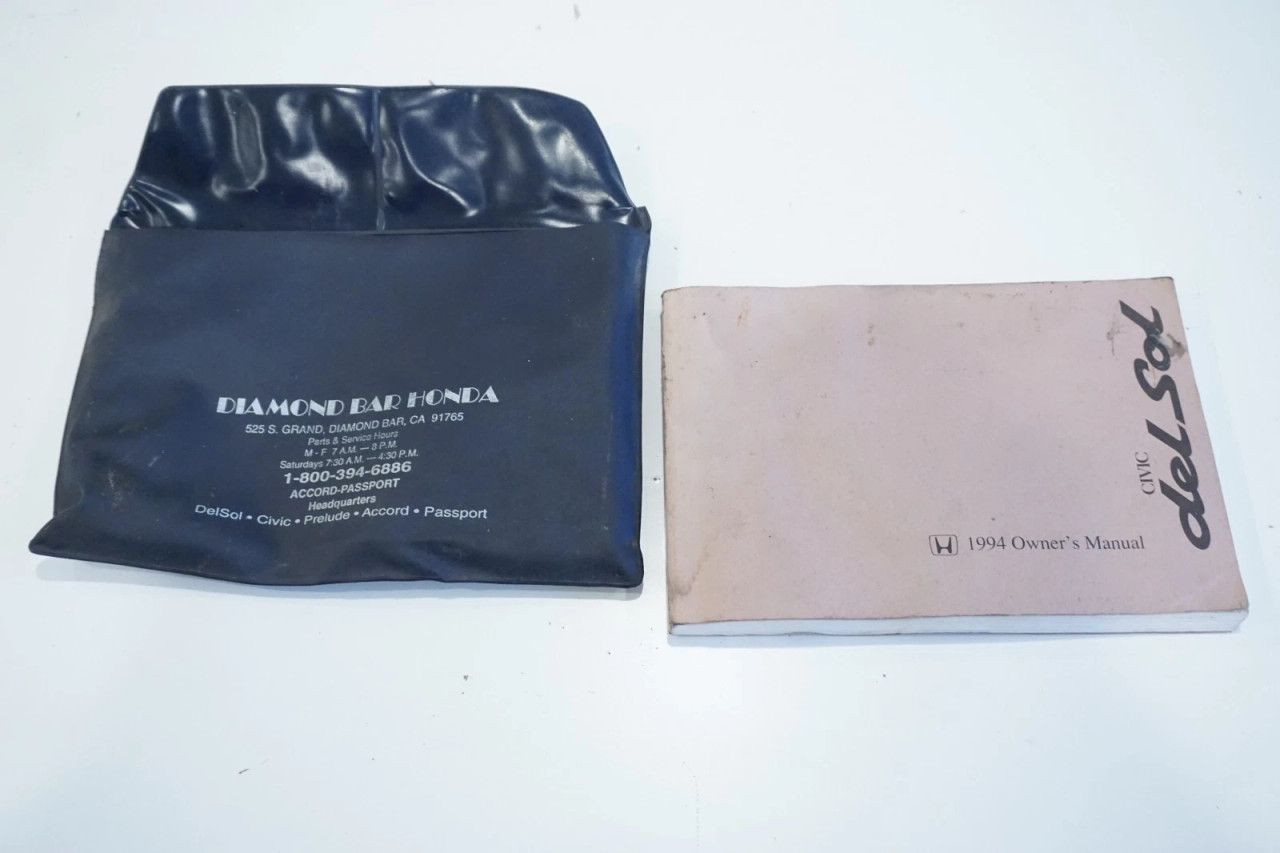 DIAMOND BAR HONDA
525 S. GRAND, DIAMOND BAR, CA 91765
Parts & Service Hours
M - F 7 A.M. — 8 P.M.
Saturdays 7:30 A.M. — 4:30 P.M.
1-800-394-6886
ACCORD-PASSPORT
Headquarters
DelSol • Civic • Prelude • Accord • Passport
CIVIC
del Sol
1994 Owner's Manual